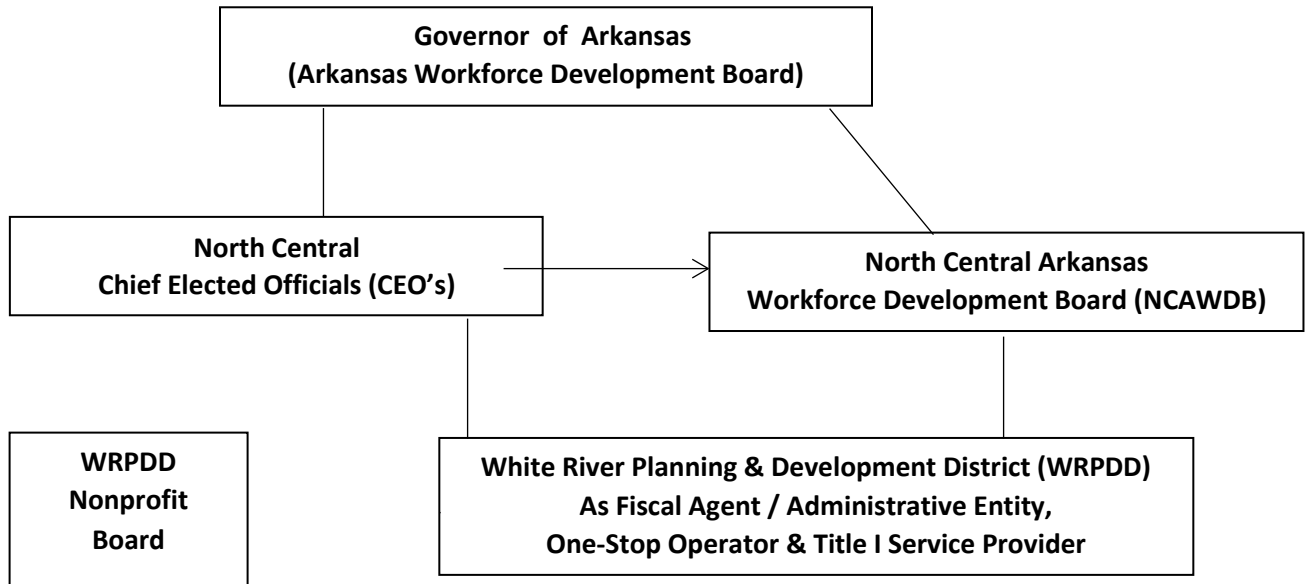 Governor of Arkansas
(Arkansas Workforce Development Board)
North Central
Chief Elected Officials (CEO’s)
North Central Arkansas
Workforce Development Board (NCAWDB)
WRPDD
Nonprofit
Board
White River Planning & Development District (WRPDD)
As Fiscal Agent / Administrative Entity,
One-Stop Operator & Title I Service Provider